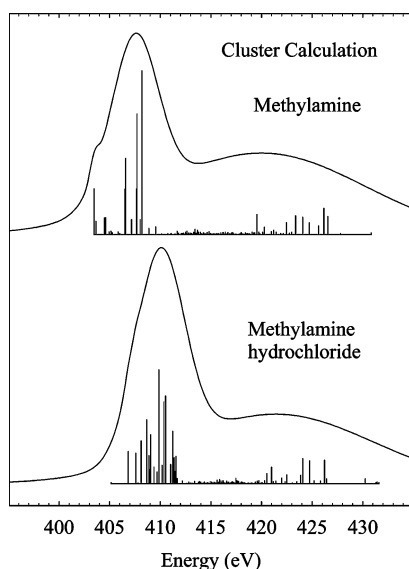 Cluster Calculation
Methylamine
Methylamine
hydrochloride
400 405 410 415 420 425 430
Energy (eV)